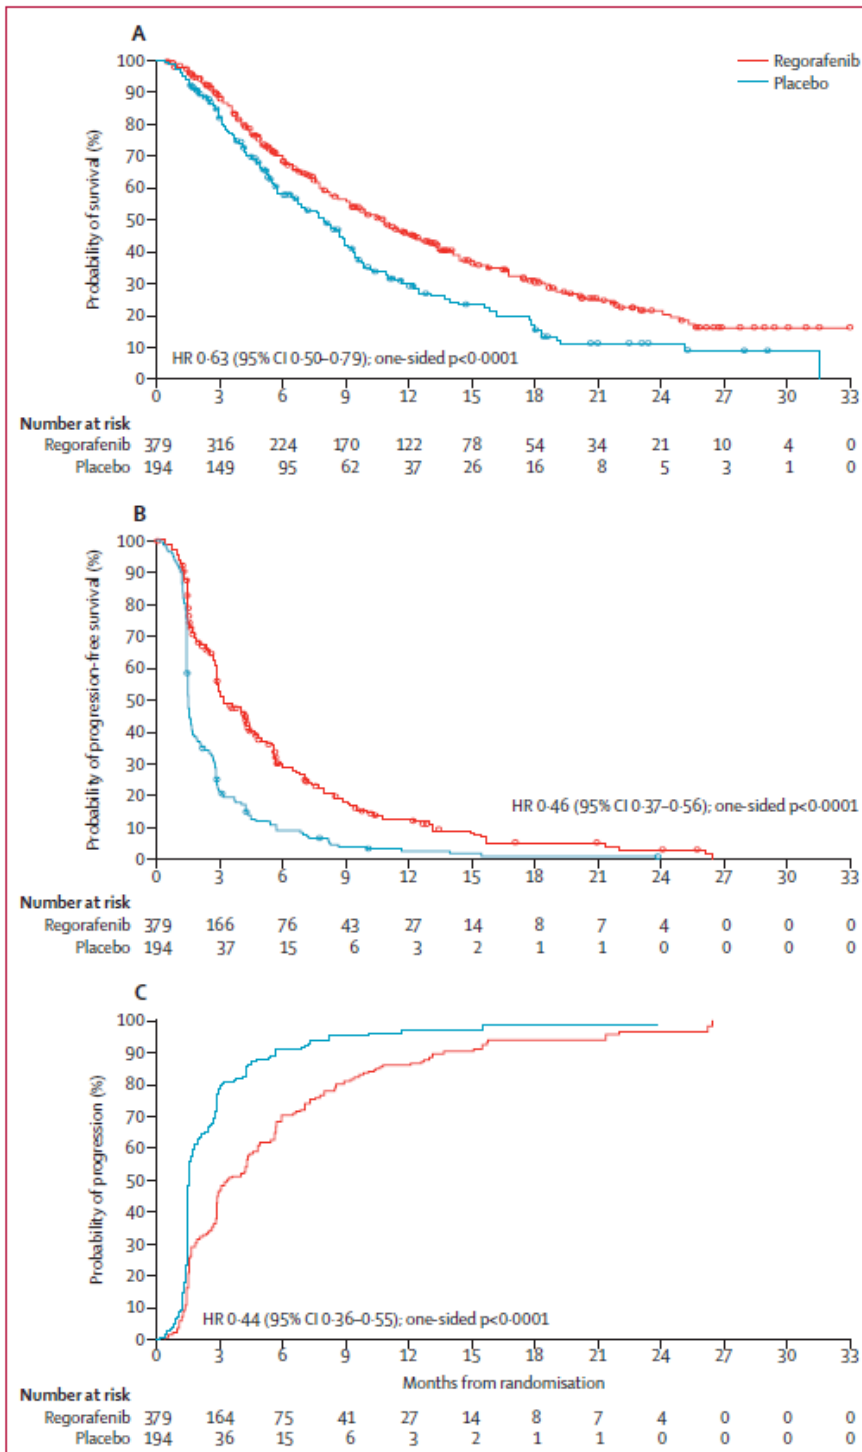 A
100
90
80
70
60
50
40
30
20
10
0
Probability of survival (%)
Regorafenib
Placebo
HR 0·63 (95% CI 0·50–0·79); one-sided p<0·0001
0 3 6 9 12 15 18 21 24 27 30 33
Number at risk
Regorafenib 379 316 224 170 122 78 54 34 21 10 4 0
Placebo 194 149 95 62 37 26 16 8 5 3 1 0
B
100
90
80
70
60
50
40
30
20
10
0
Probability of progression-free survival (%)
HR 0·46 (95% CI 0·37–0·56); one-sided p<0·0001
0 3 6 9 12 15 18 21 24 27 30 33
Number at risk
Regorafenib 379 166 76 43 27 14 8 7 4 0 0 0
Placebo 194 37 15 6 3 2 1 1 0 0 0 0
C
100
90
80
70
60
50
40
30
20
10
0
Probability of progression (%)
HR 0·44 (95% CI 0·36–0·55); one-sided p<0·0001
0 3 6 9 12 15 18 21 24 27 30 33
Months from randomisation
Number at risk
Regorafenib 379 164 75 41 27 14 8 7 4 0 0 0
Placebo 194 36 15 6 3 2 1 1 0 0 0 0